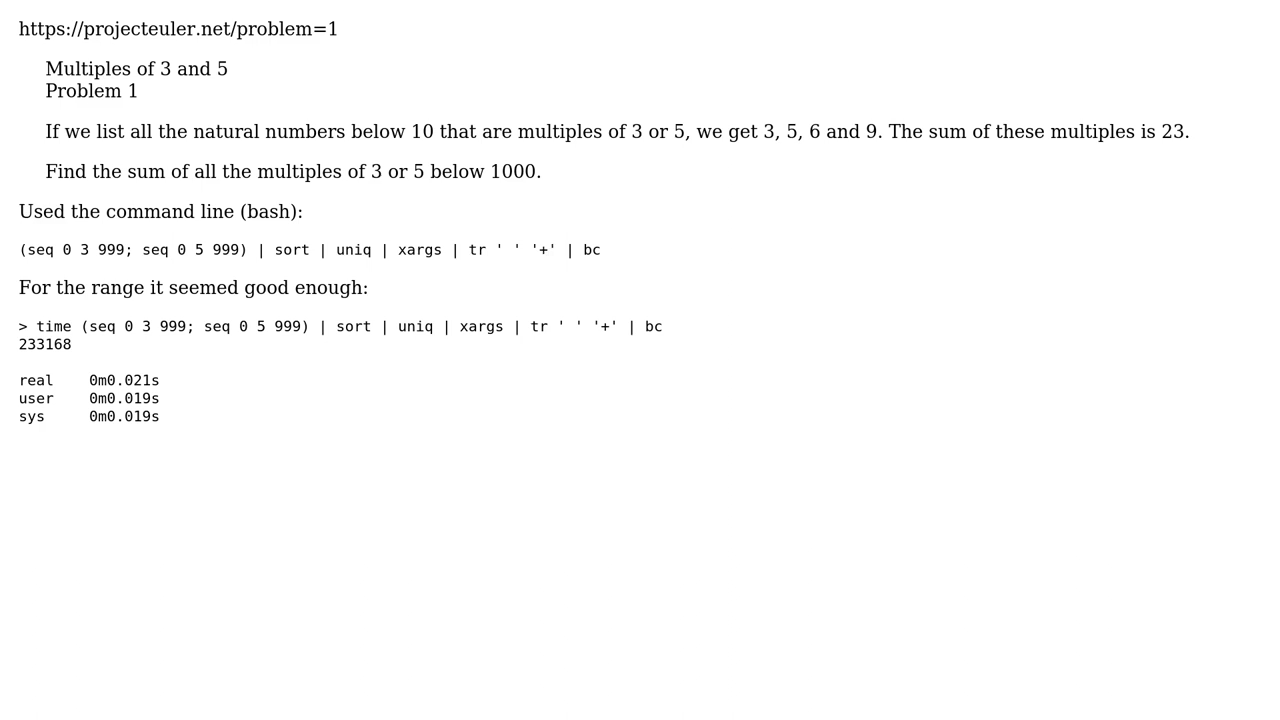 https://projecteuler.net/problem=1
Multiples of 3 and 5
Problem 1
If we list all the natural numbers below 10 that are multiples of 3 or 5, we get 3, 5, 6 and 9. The sum of these multiples is 23.
Find the sum of all the multiples of 3 or 5 below 1000.
Used the command line (bash):
(seq 0 3 999; seq 0 5 999) | sort | uniq | xargs | tr ' ' '+' | bc
For the range it seemed good enough:
> time (seq 0 3 999; seq 0 5 999) | sort | uniq | xargs | tr ' ' '+' | bc
233168
real    0m0.021s
user    0m0.019s
sys     0m0.019s